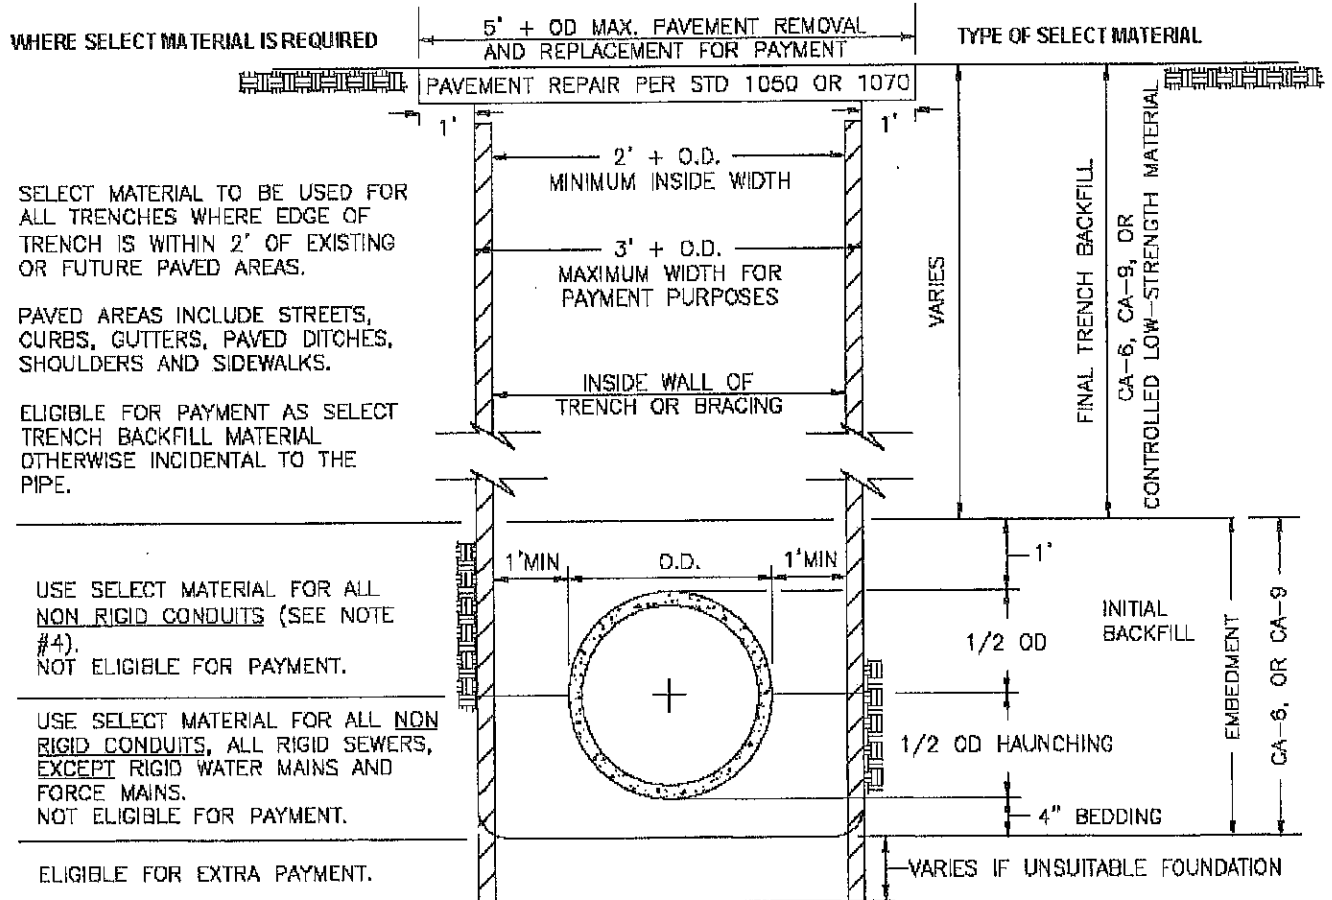 WHERE SELECT MATERIAL IS REQUIRED
5' + OD MAX. PAVEMENT REMOVAL
AND REPLACEMENT FOR PAYMENT
TYPE OF SELECT MATERIAL
PAVEMENT REPAIR PER STD 1050 OR 1070
1'
1'
2' + O.D.
MINIMUM INSIDE WIDTH
SELECT MATERIAL TO BE USED FOR
ALL TRENCHES WHERE EDGE OF
TRENCH IS WITHIN 2' OF EXISTING
OR FUTURE PAVED AREAS.
3' + O.D.
MAXIMUM WIDTH FOR
PAYMENT PURPOSES
PAVED AREAS INCLUDE STREETS,
CURBS, GUTTERS, PAVED DITCHES,
SHOULDERS AND SIDEWALKS.
INSIDE WALL OF
TRENCH OR BRACING
ELIGIBLE FOR PAYMENT AS SELECT
TRENCH BACKFILL MATERIAL
OTHERWISE INCIDENTAL TO THE
PIPE.
VARIES
FINAL TRENCH BACKFILL
CA-6, CA-9, OR
CONTROLLED LOW-STRENGTH MATERIAL
1'MIN
O.D.
1'MIN
1'
USE SELECT MATERIAL FOR ALL
NON RIGID CONDUITS (SEE NOTE
#4).
NOT ELIGIBLE FOR PAYMENT.
1/2 OD
INITIAL
BACKFILL
EMBEDMENT
CA-6, OR CA-9
USE SELECT MATERIAL FOR ALL NON
RIGID CONDUITS, ALL RIGID SEWERS,
EXCEPT RIGID WATER MAINS AND
FORCE MAINS.
NOT ELIGIBLE FOR PAYMENT.
1/2 OD HAUNCHING
4" BEDDING
ELIGIBLE FOR EXTRA PAYMENT.
VARIES IF UNSUITABLE FOUNDATION